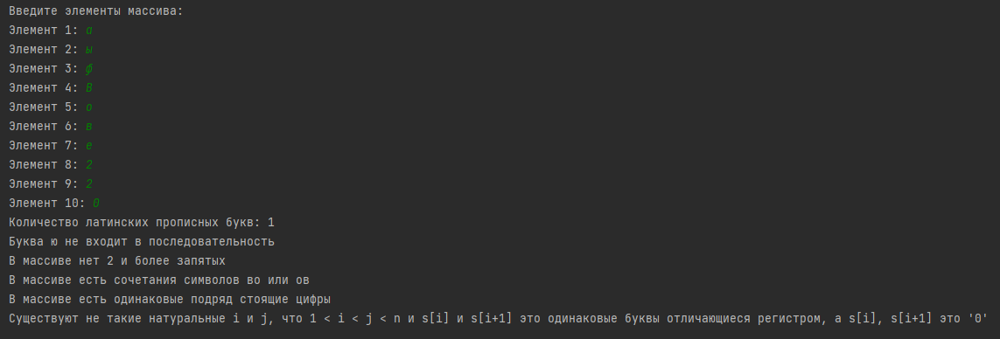 Введите элементы массива:
Элемент 1: а
Элемент 2: ы
Элемент 3: ф
Элемент 4: В
Элемент 5: о
Элемент 6: в
Элемент 7: е
Элемент 8: 2
Элемент 9: 2
Элемент 10: 0
Количество латинских прописных букв: 1
Буква ю не входит в последовательность
В массиве нет 2 и более запятых
В массиве есть сочетания символов во или ов
В массиве есть одинаковые подряд стоящие цифры
Существуют не такие натуральные i и j, что 1 < i < j < n и s[i] и s[i+1] это одинаковые буквы отличающиеся регистром, а s[i], s[i+1] это '0'